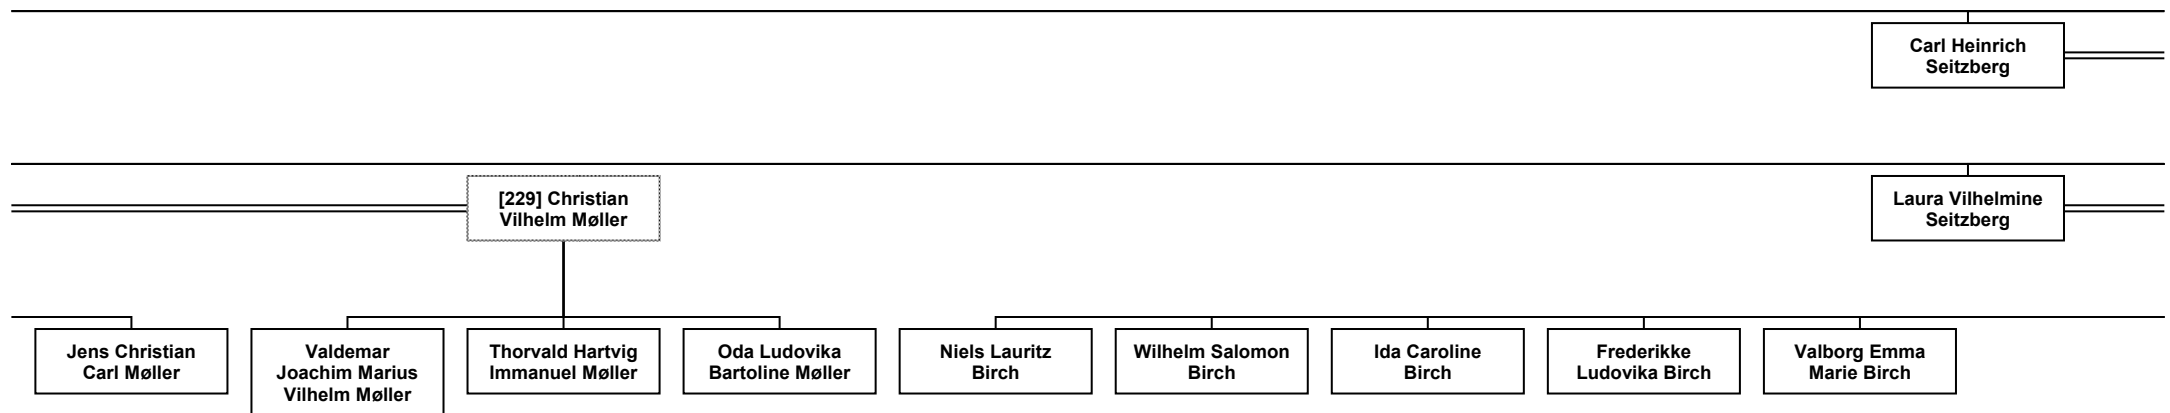 Carl Heinrich
Seitzberg
[229] Christian
Vilhelm Møller
Laura Vilhelmine
Seitzberg
Jens Christian
Carl Møller
Valdemar
Joachim Marius
Vilhelm Møller
Thorvald Hartvig
Immanuel Møller
Oda Ludovika
Bartoline Møller
Niels Lauritz
Birch
Wilhelm Salomon
Birch
Ida Caroline
Birch
Frederikke
Ludovika Birch
Valborg Emma
Marie Birch